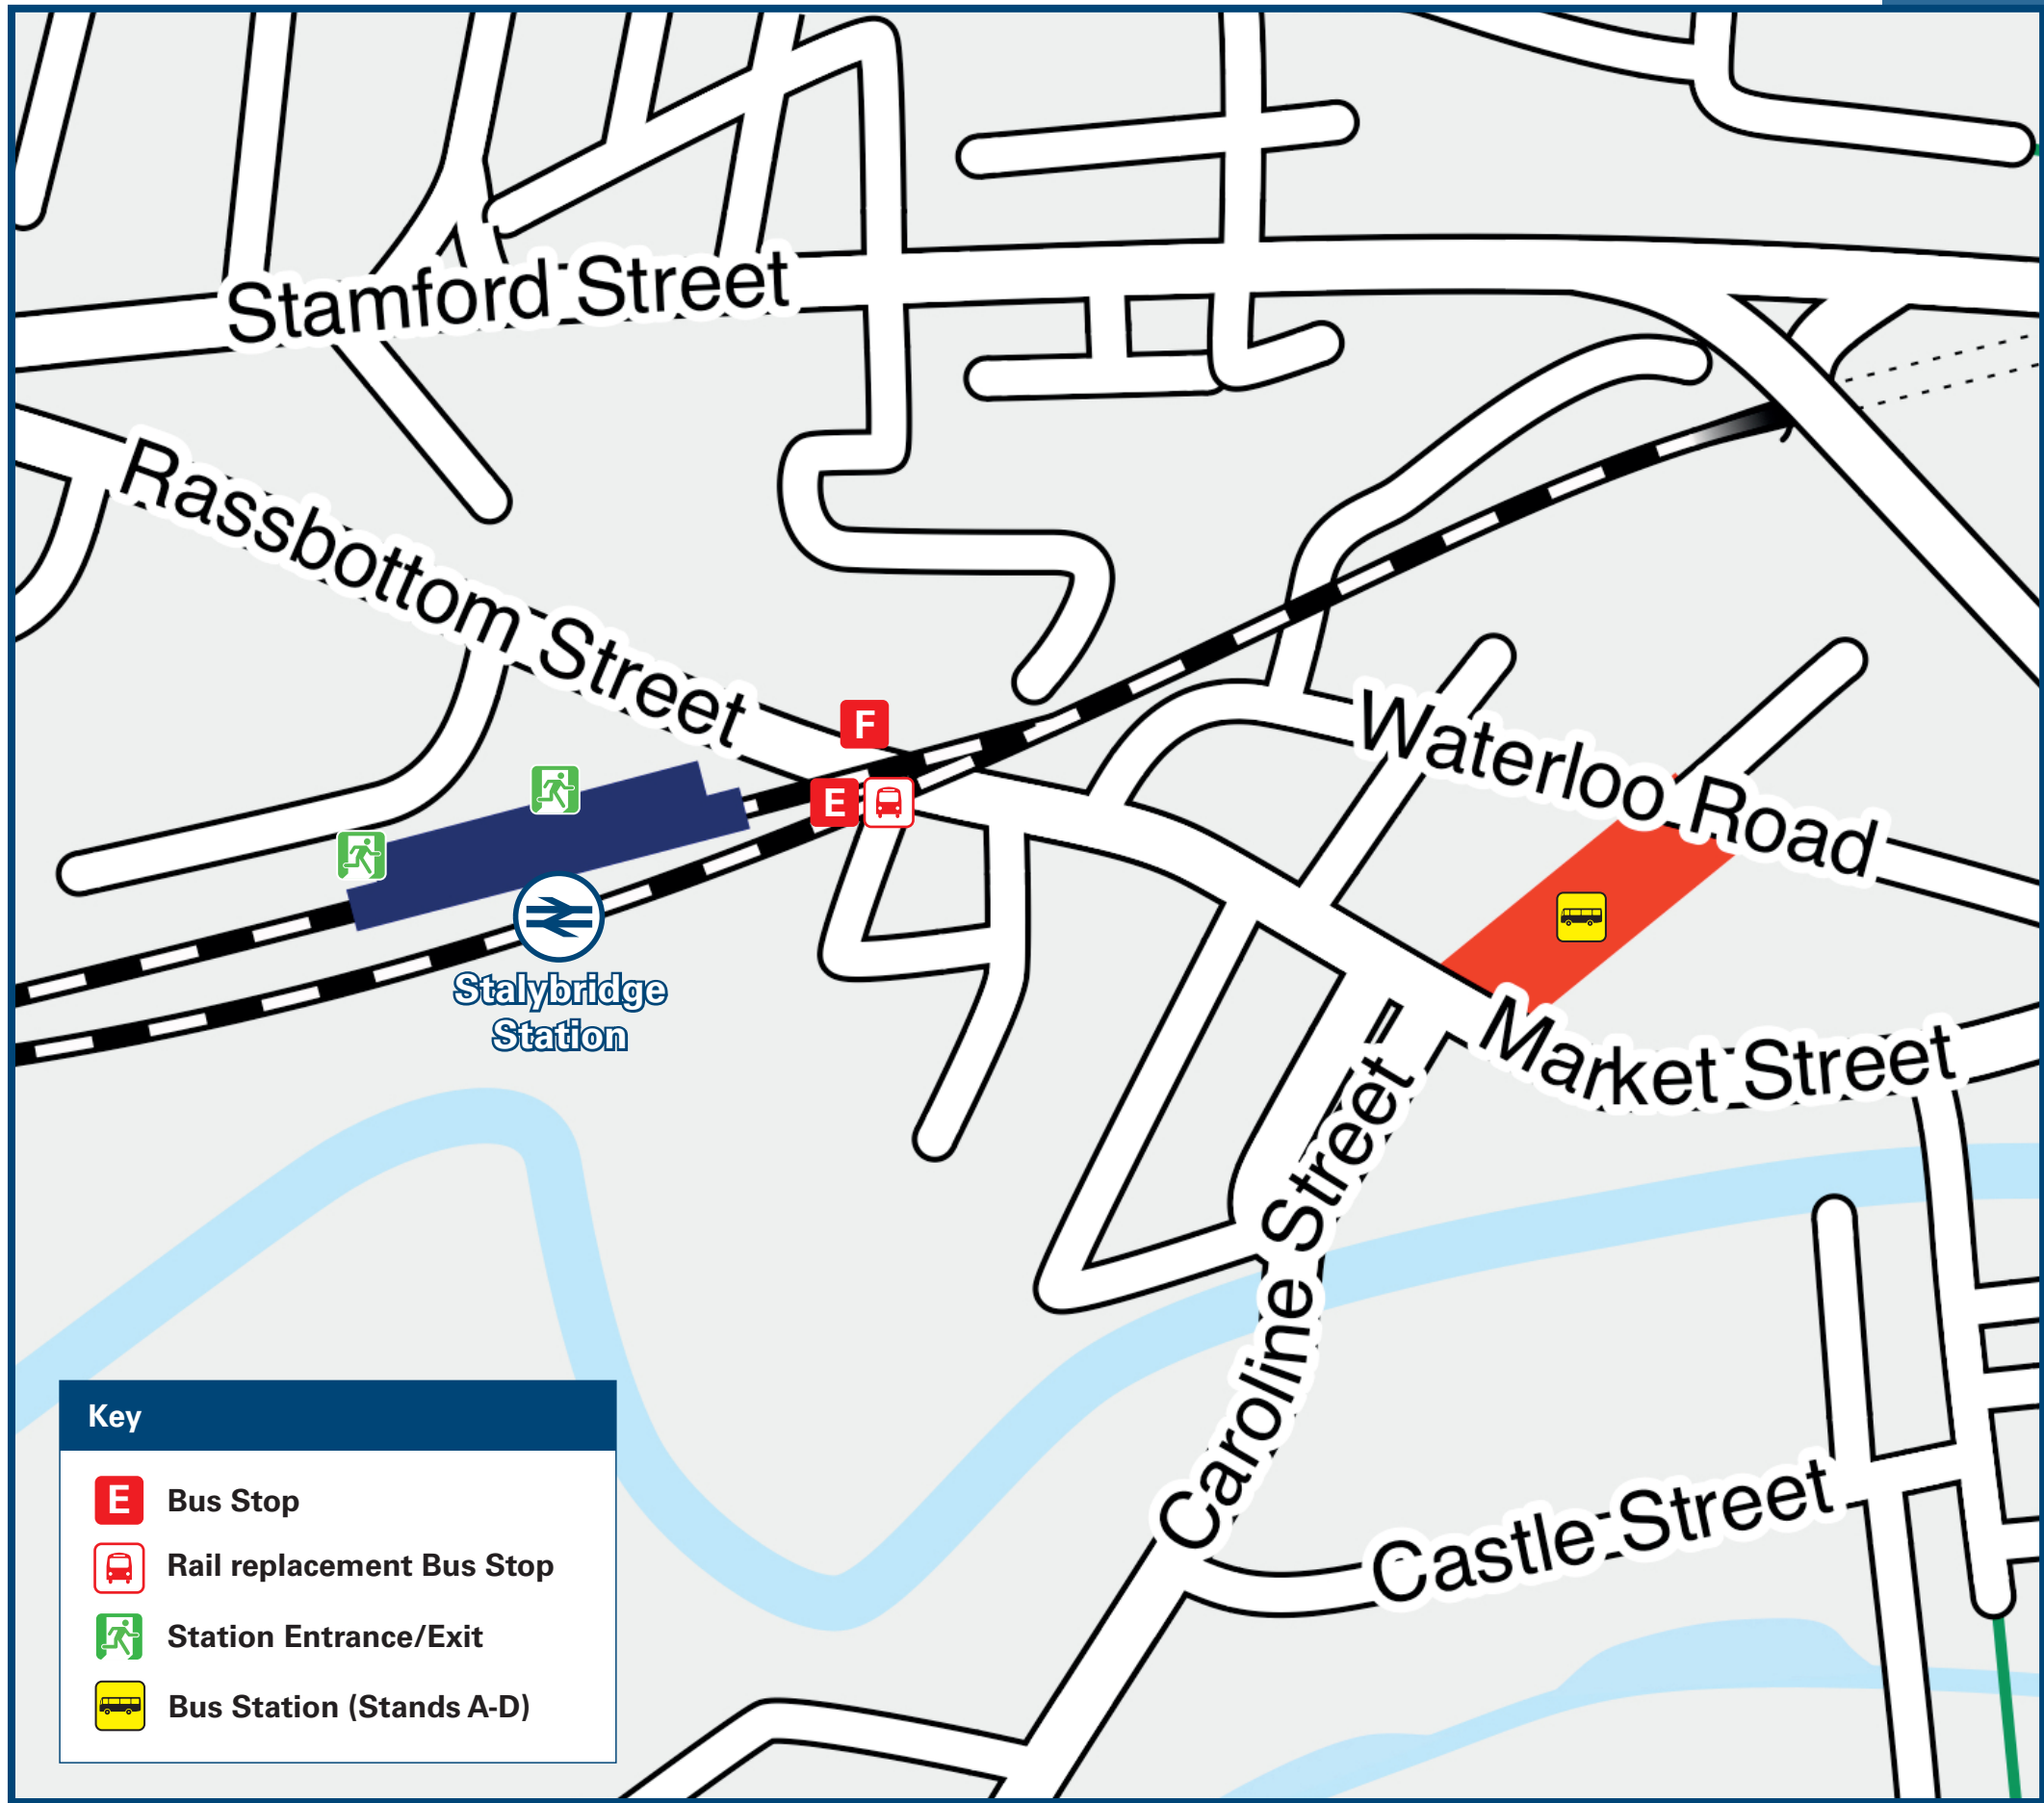 Stamford Street
Rassbottom Street
F
E
Waterloo Road
Stalybridge
Station
Market Street
Caroline Street
Castle Street
Key
E Bus Stop
Rail replacement Bus Stop
Station Entrance/Exit
Bus Station (Stands A-D)